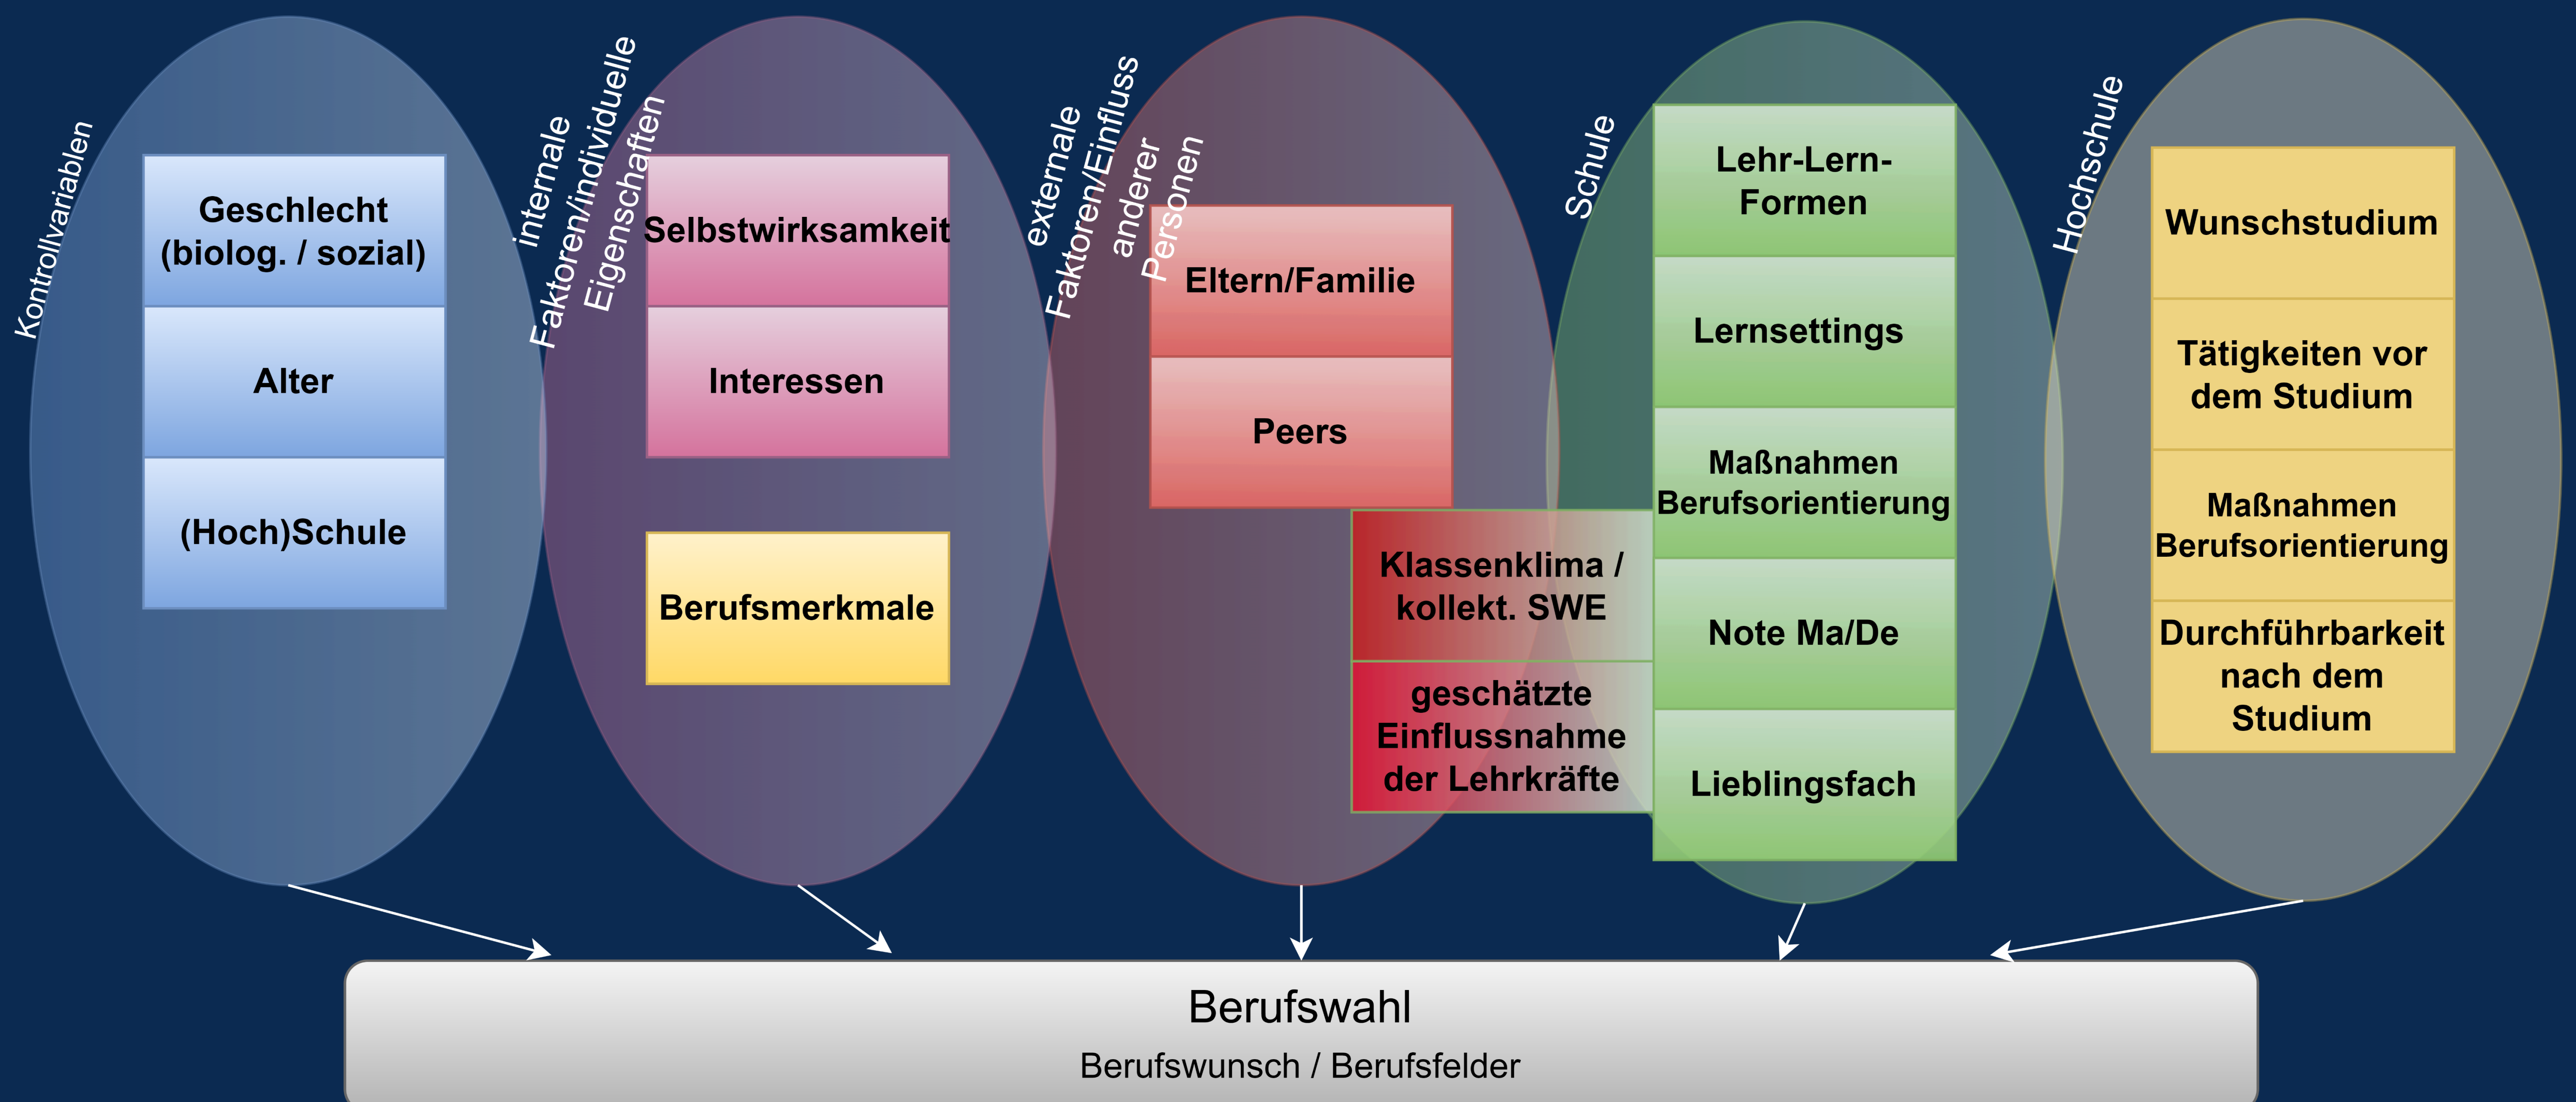 Kontrollvariablen
Geschlecht
(biolog. / sozial)
Alter
(Hoch)Schule
internale
Faktoren/individuelle
Eigenschaften
Selbstwirksamkeit
Interessen
Berufsmerkmale
externale
Faktoren/Einfluss
anderer
Personen
Eltern/Familie
Peers
Klassenklima /
kollekt. SWE
geschätzte
Einflussnahme
der Lehrkräfte
Schule
Lehr-Lern-
Formen
Lernsettings
Maßnahmen
Berufsorientierung
Note Ma/De
Lieblingsfach
Hochschule
Wunschstudium
Tätigkeiten vor
dem Studium
Maßnahmen
Berufsorientierung
Durchführbarkeit
nach dem
Studium
Berufswahl
Berufswunsch / Berufsfelder